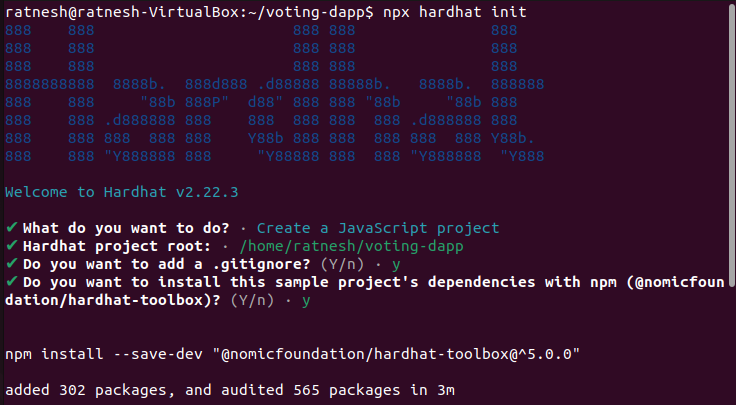 ratnesh@ratnesh-VirtualBox:~/voting-dapp$ npx hardhat init
888    888                      888 888               888
888    888                      888 888               888
888    888                      888 888               888
8888888888  8888b.  888d888 .d88888 88888b.   8888b.  888888
888    888     "88b 888P"  d88" 888 888 "88b     "88b 888
888    888 .d888888 888    888  888 888  888 .d888888 888
888    888 888  888 888    Y88b 888 888  888 888  888 Y88b.
888    888 "Y888888 888     "Y88888 888  888 "Y888888  "Y888
Welcome to Hardhat v2.22.3
✔ What do you want to do? · Create a JavaScript project
✔ Hardhat project root: · /home/ratnesh/voting-dapp
✔ Do you want to add a .gitignore? (Y/n) · y
✔ Do you want to install this sample project's dependencies with npm (@nomicfoun
dation/hardhat-toolbox)? (Y/n) · y
npm install --save-dev "@nomicfoundation/hardhat-toolbox@^5.0.0"
added 302 packages, and audited 565 packages in 3m